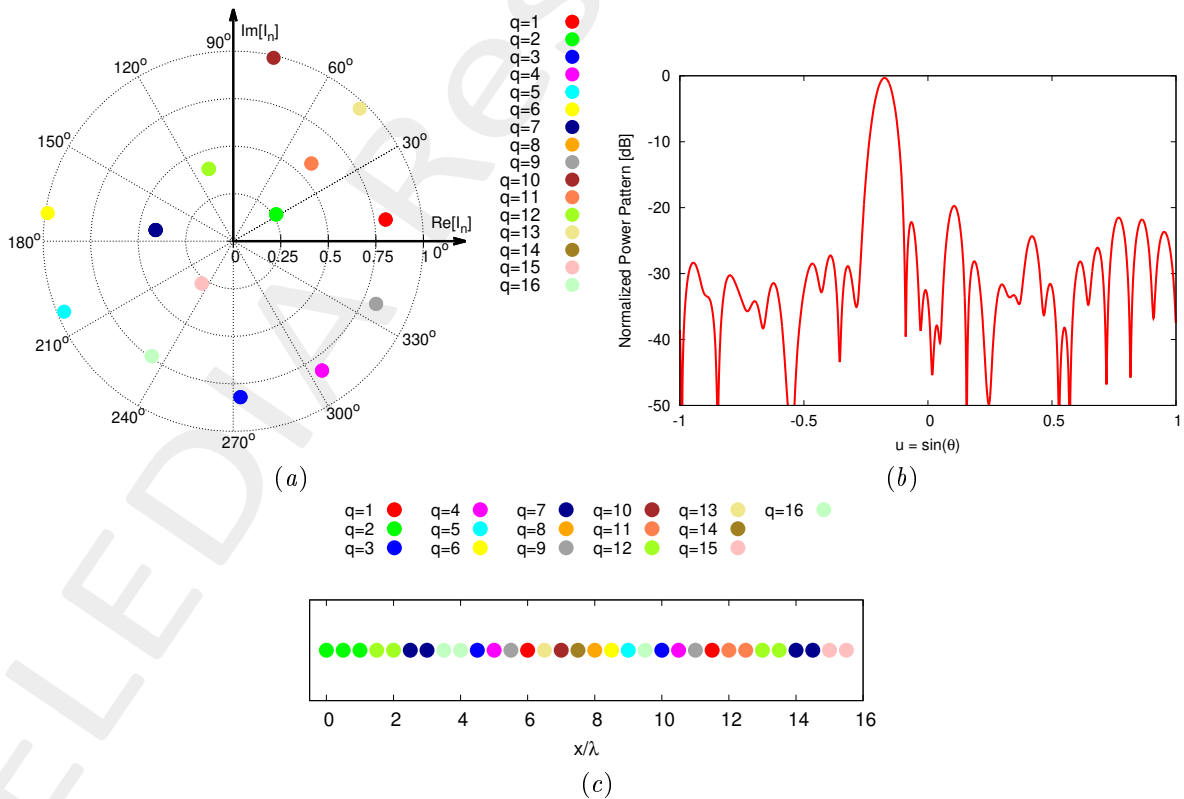 Im[Iₙ]
90°
120°
60°
150°
30°
180°
Re[Iₙ]
0
0.25
0.5
0.75
1
0°
210°
330°
240°
300°
270°
q=1
q=2
q=3
q=4
q=5
q=6
q=7
q=8
q=9
q=10
q=11
q=12
q=13
q=14
q=15
q=16
(a)
Normalized Power Pattern [dB]
0
-10
-20
-30
-40
-50
-1
-0.5
0
0.5
1
u = sin(θ)
(b)
q=1 q=4 q=7 q=10 q=13 q=16
q=2 q=5 q=8 q=11 q=14
q=3 q=6 q=9 q=12 q=15
0 2 4 6 8 10 12 14 16
x/λ
(c)
ELEDIA Res